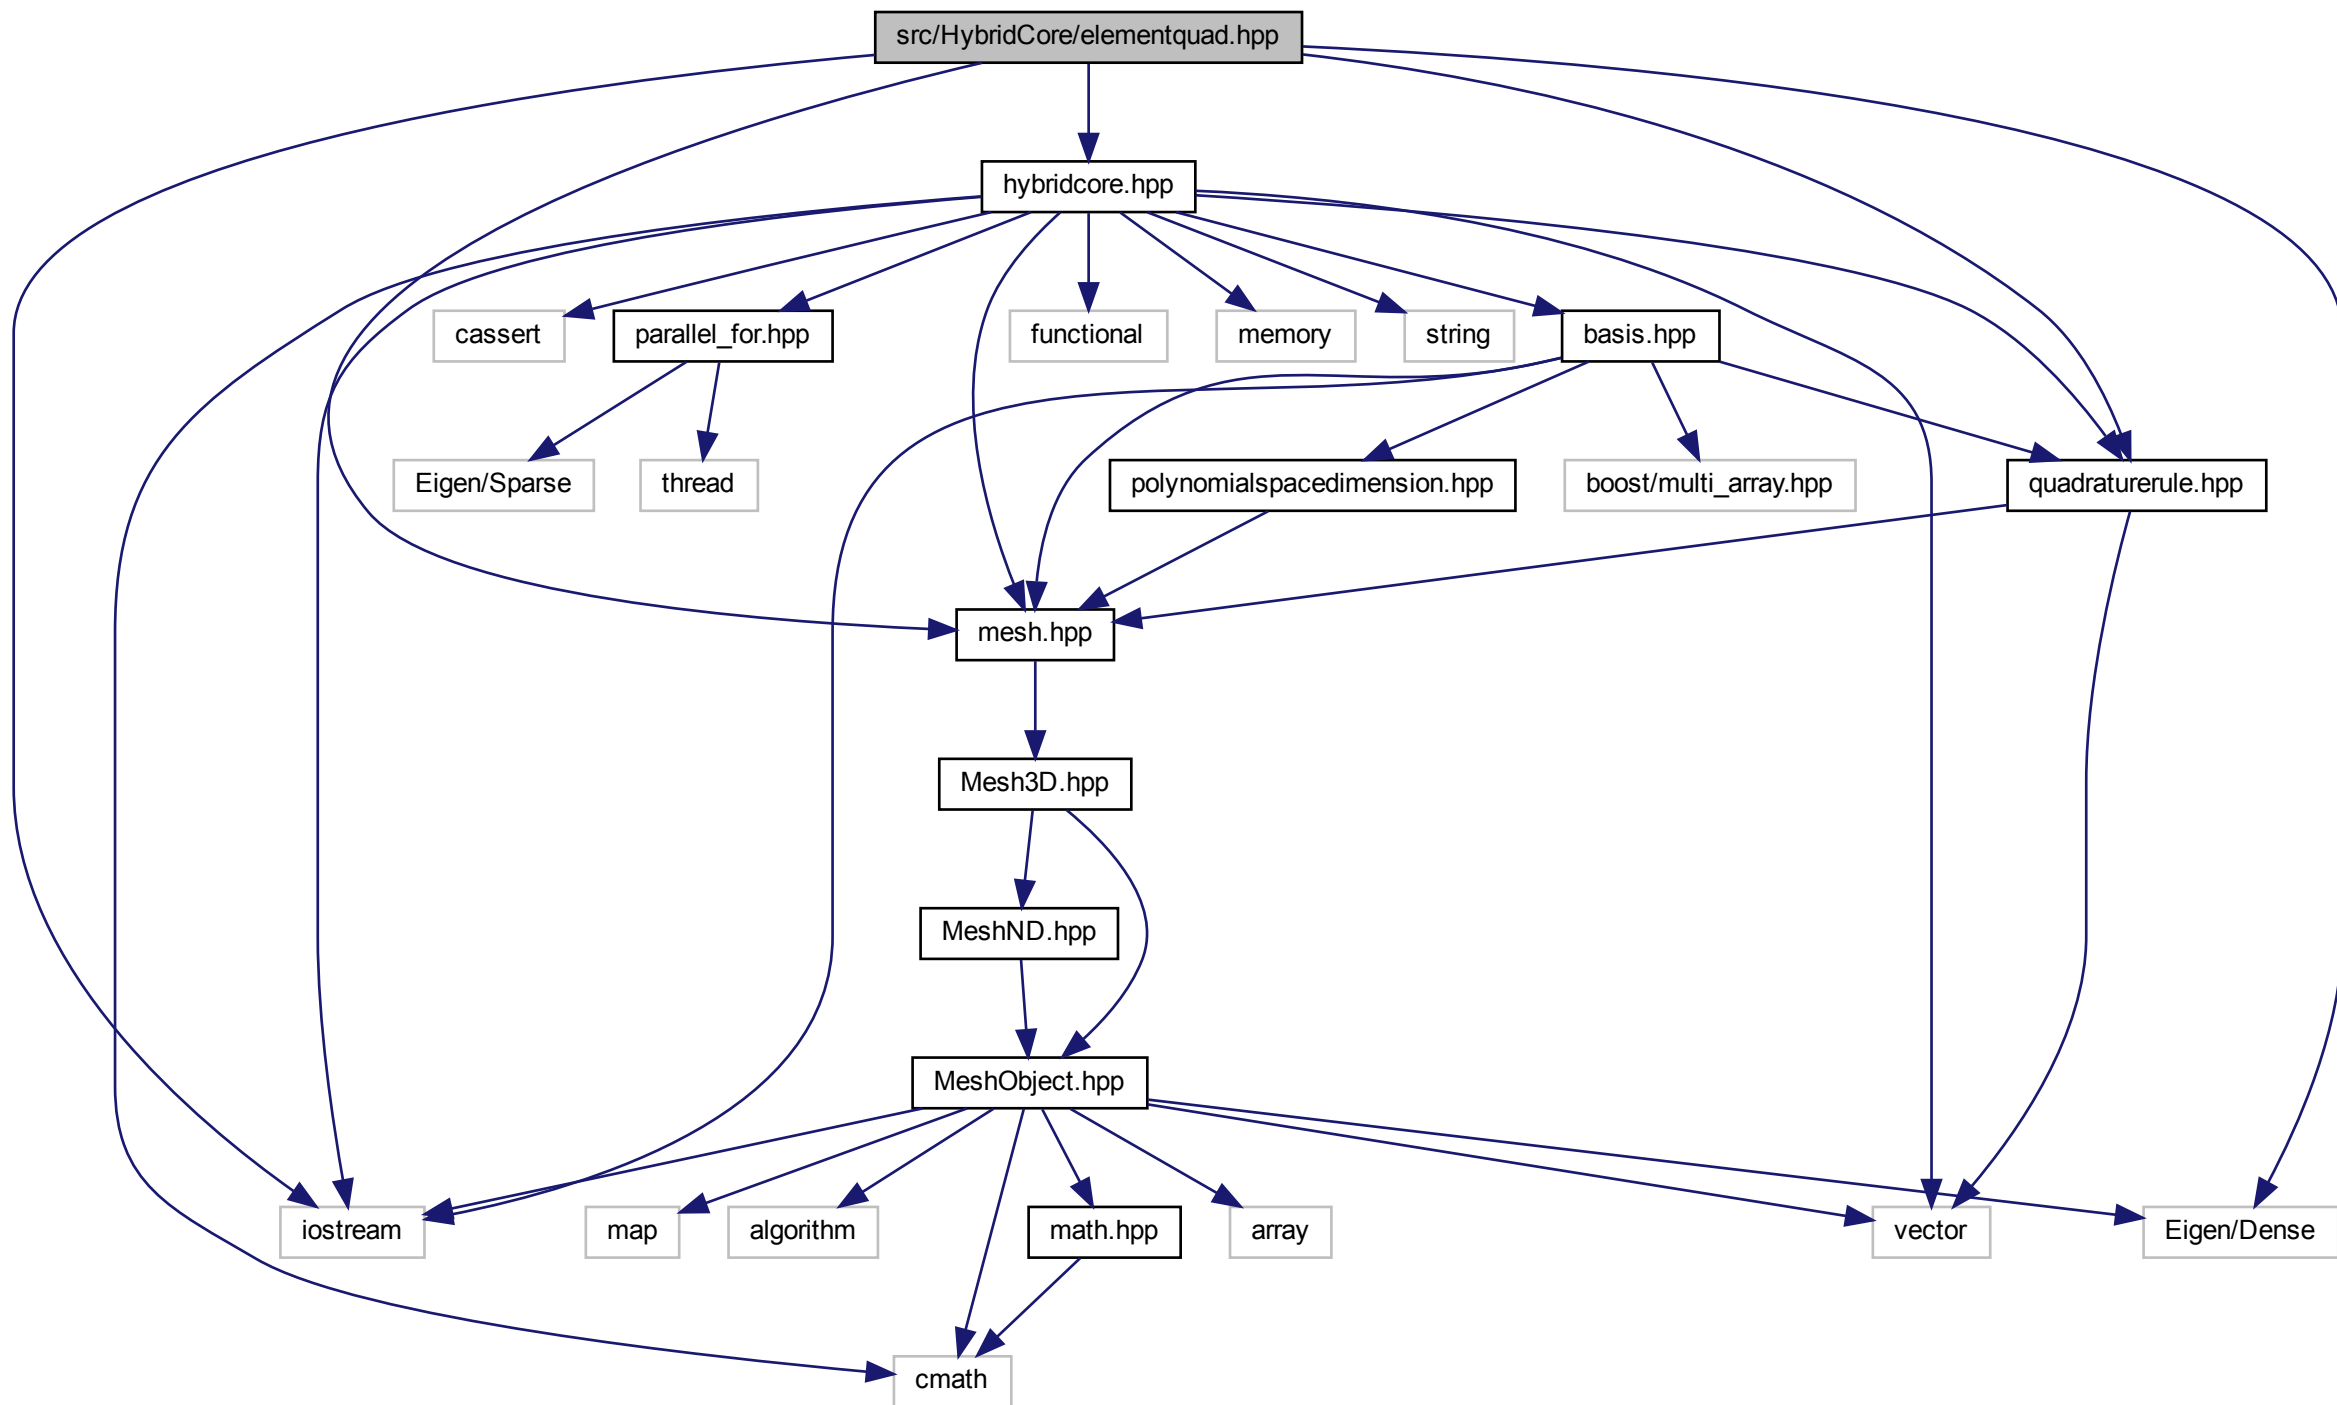 src/HybridCore/elementquad.hpp
hybridcore.hpp
cassert
parallel_for.hpp
functional
memory
string
basis.hpp
Eigen/Sparse
thread
polynomialspacedimension.hpp
boost/multi_array.hpp
quadraturerule.hpp
mesh.hpp
Mesh3D.hpp
MeshND.hpp
MeshObject.hpp
iostream
map
algorithm
math.hpp
array
vector
Eigen/Dense
cmath